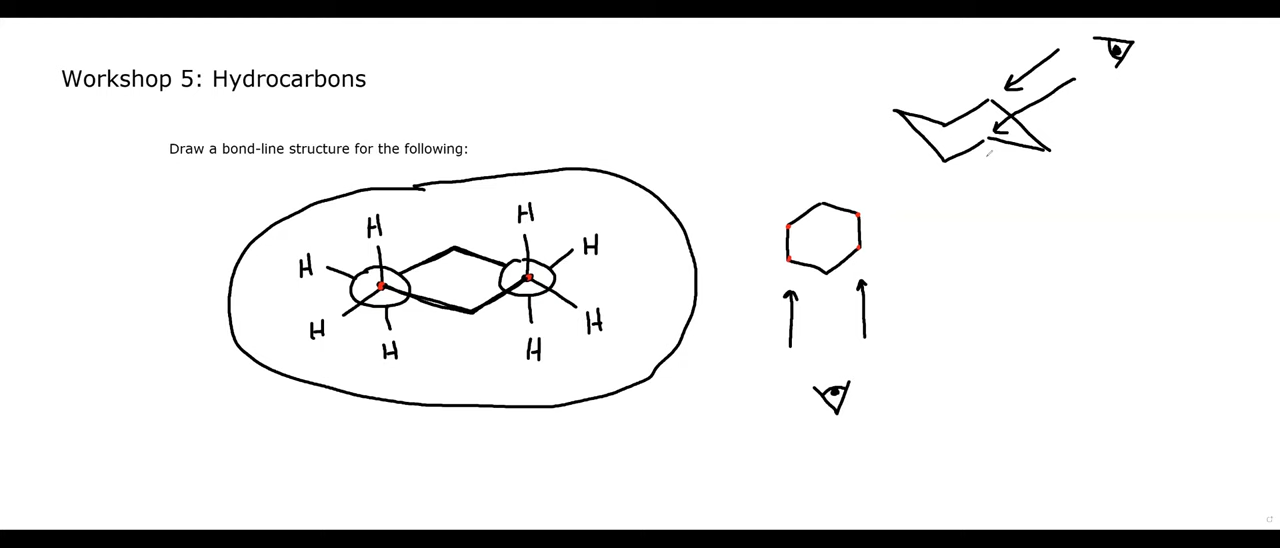 Workshop 5: Hydrocarbons
Draw a bond-line structure for the following:
H H
H H
H H
H H